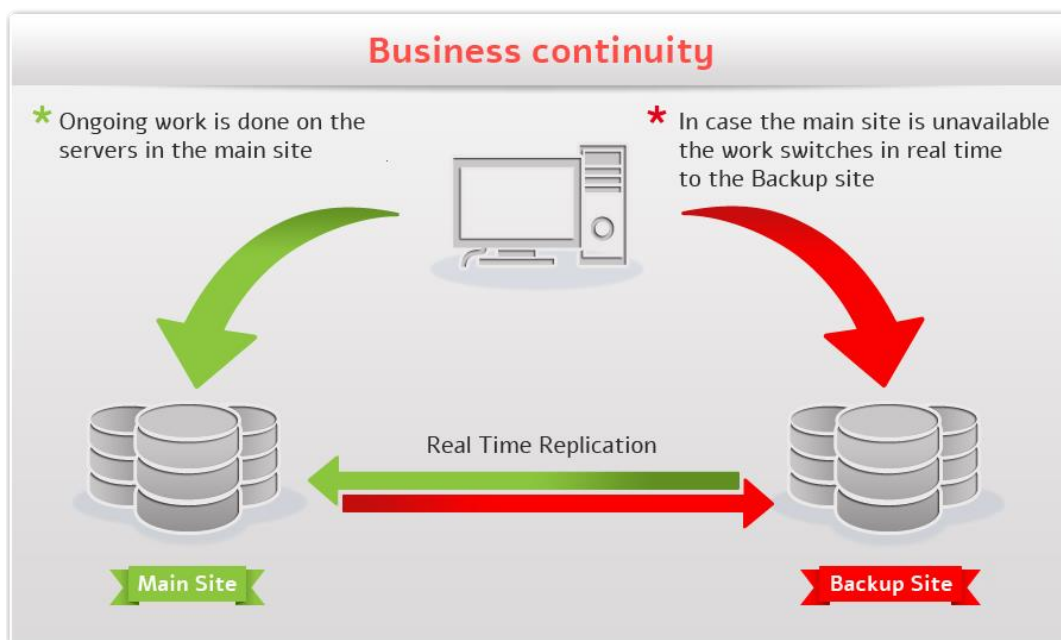 Business continuity
* Ongoing work is done on the
servers in the main site
* In case the main site is unavailable
the work switches in real time
to the Backup site
Real Time Replication
Main Site
Backup Site